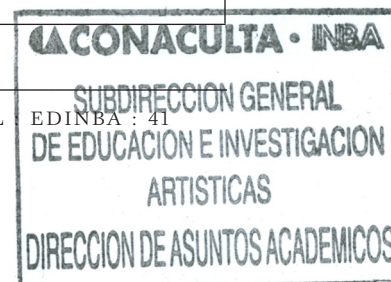 CONACULTA • INBA
SUBDIRECCION GENERAL
L : EDINBA : 41
DE EDUCACION E INVESTIGACION
ARTISTICAS
DIRECCION DE ASUNTOS ACADEMICOS